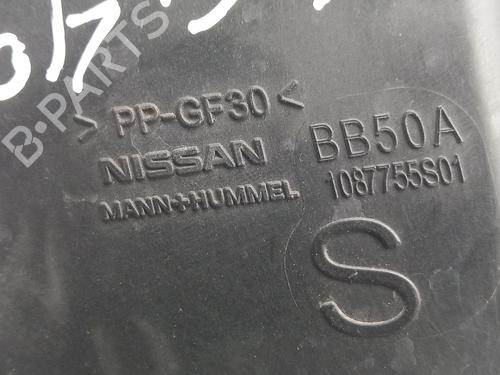 B-PARTS
> PP-GF30 <
NISSAN
MANN+HUMMEL
BB50A
1087755S01
S